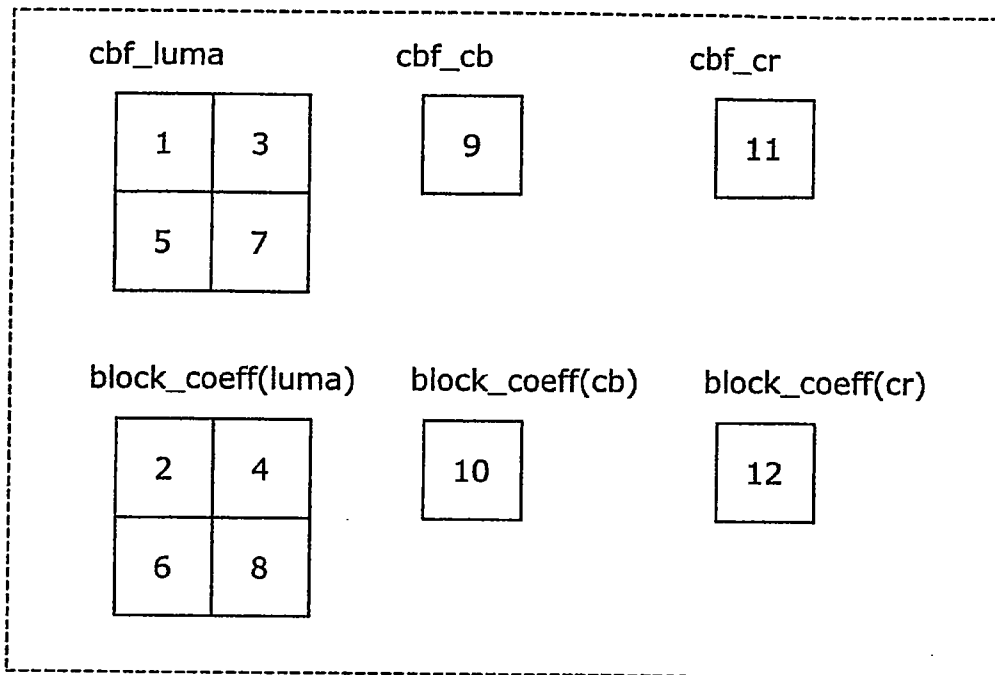 cbf_luma cbf_cb cbf_cr
1 3 9 11
5 7
block_coeff(luma) block_coeff(cb) block_coeff(cr)
2 4 10 12
6 8